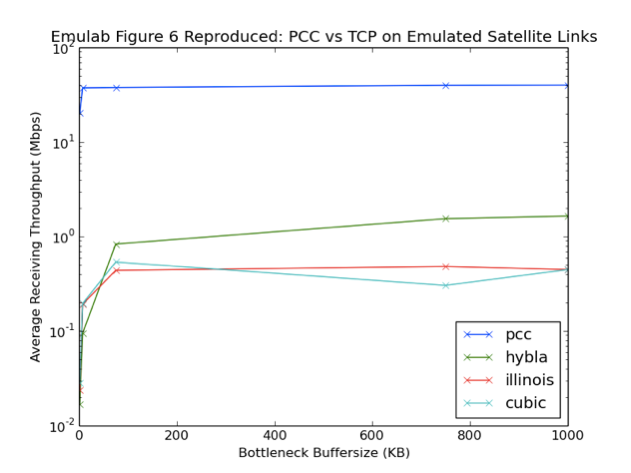 Emulab Figure 6 Reproduced: PCC vs TCP on Emulated Satellite Links
10^2
10^1
10^0
10^-1
10^-2
Average Receiving Throughput (Mbps)
pcc
hybla
illinois
cubic
0 200 400 600 800 1000
Bottleneck Buffersize (KB)